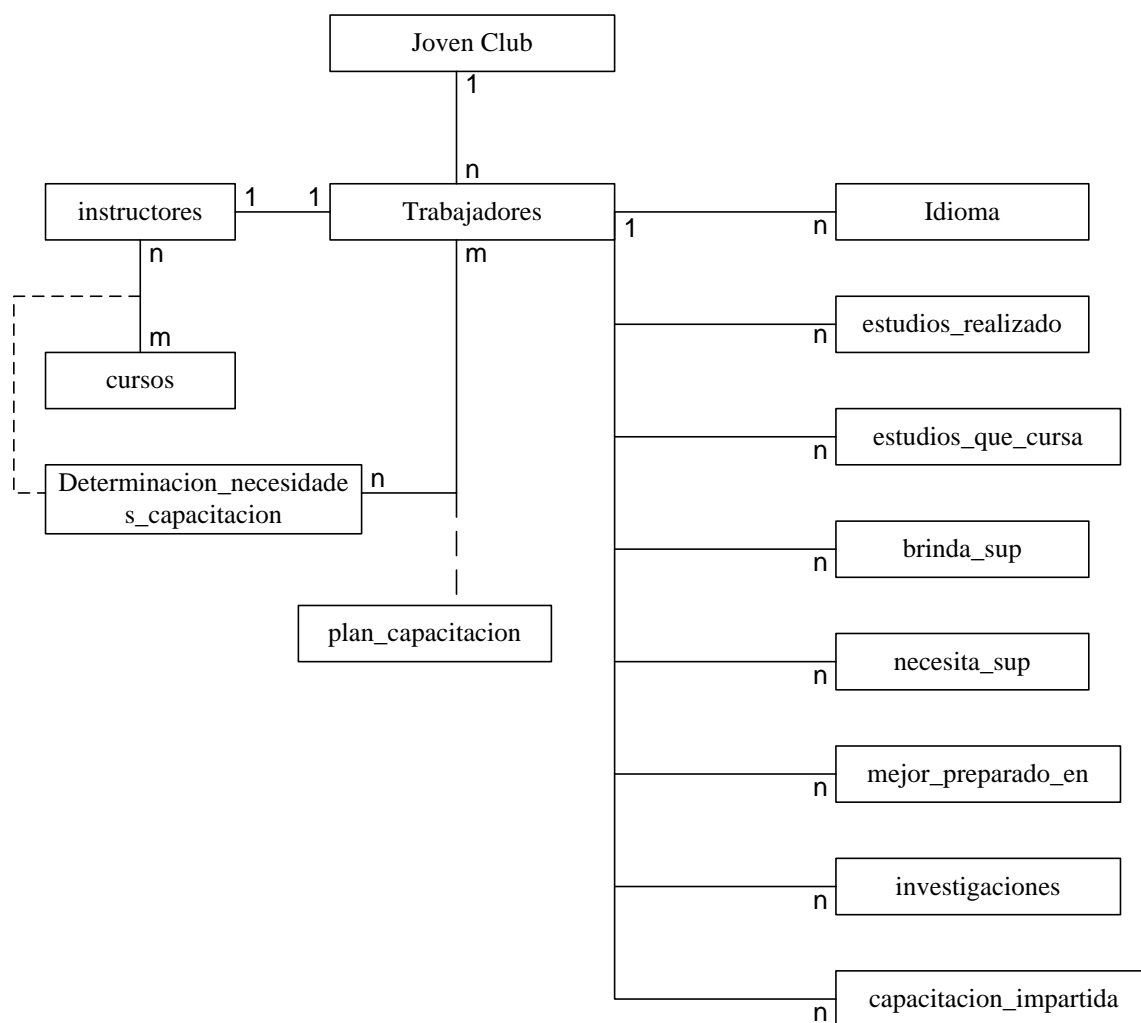 Joven Club
1
n
instructores
1
1
Trabajadores
1
n
Idioma
n
m
n
estudios_realizado
m
cursos
n
estudios_que_cursa
Determinacion_necesidade
s_capacitacion
n
n
brinda_sup
plan_capacitacion
n
necesita_sup
n
mejor_preparado_en
n
investigaciones
n
capacitacion_impartida